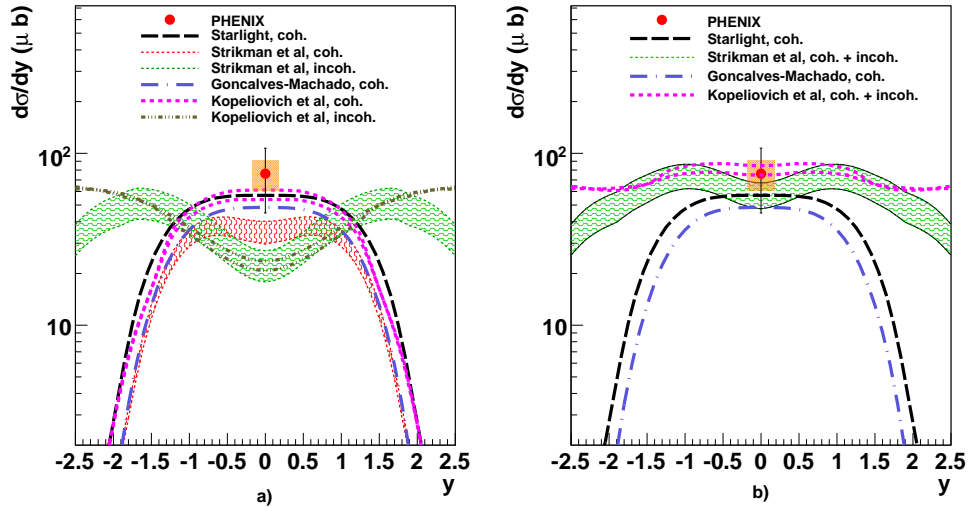 dσ/dy (μ b)
PHENIX
Starlight, coh.
Strikman et al, coh.
Strikman et al, incoh.
Goncalves-Machado, coh.
Kopeliovich et al, coh.
Kopeliovich et al, incoh.
10²
10
-2.5 -2 -1.5 -1 -0.5 0 0.5 1 1.5 2 2.5
y
a)
dσ/dy (μ b)
PHENIX
Starlight, coh.
Strikman et al, coh. + incoh.
Goncalves-Machado, coh.
Kopeliovich et al, coh. + incoh.
10²
10
-2.5 -2 -1.5 -1 -0.5 0 0.5 1 1.5 2 2.5
y
b)